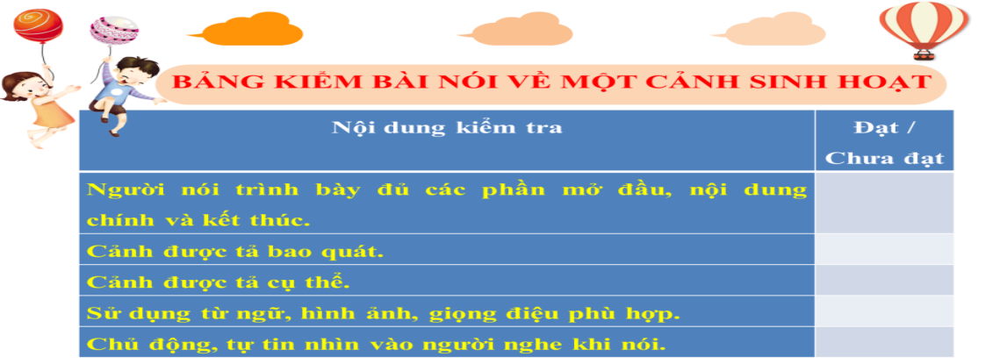 BẢNG KIỂM BÀI NÓI VỀ MỘT CẢNH SINH HOẠT
Nội dung kiểm tra
Đạt /
Chưa đạt
Người nói trình bày đủ các phần mở đầu, nội dung
chính và kết thúc.
Cảnh được tả bao quát.
Cảnh được tả cụ thể.
Sử dụng từ ngữ, hình ảnh, giọng điệu phù hợp.
Chủ động, tự tin nhìn vào người nghe khi nói.